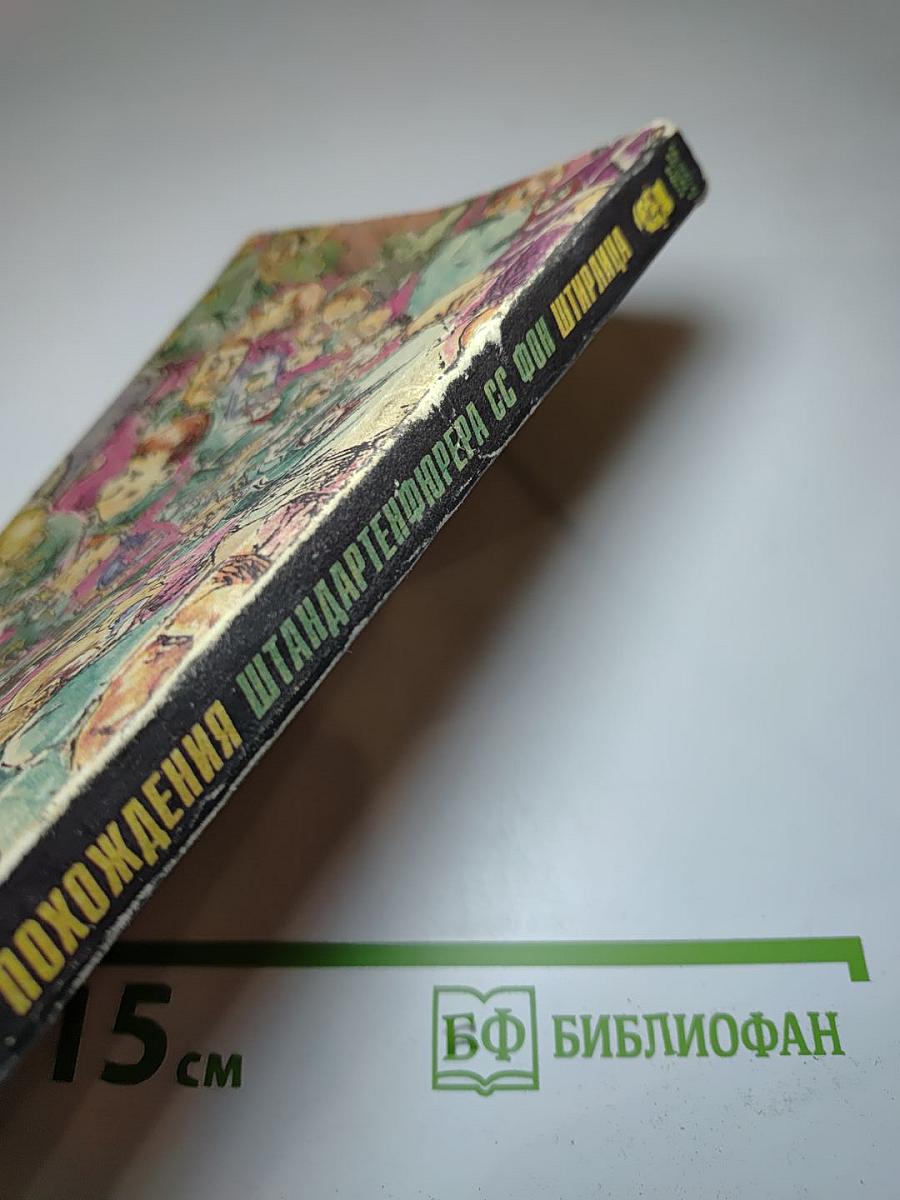 ПОХОЖДЕНИЯ ШТАНДАРТЕНФЮРЕРА СС ФОН ШТИРЛИЦА
15 см
БФ БИБЛИОФАН